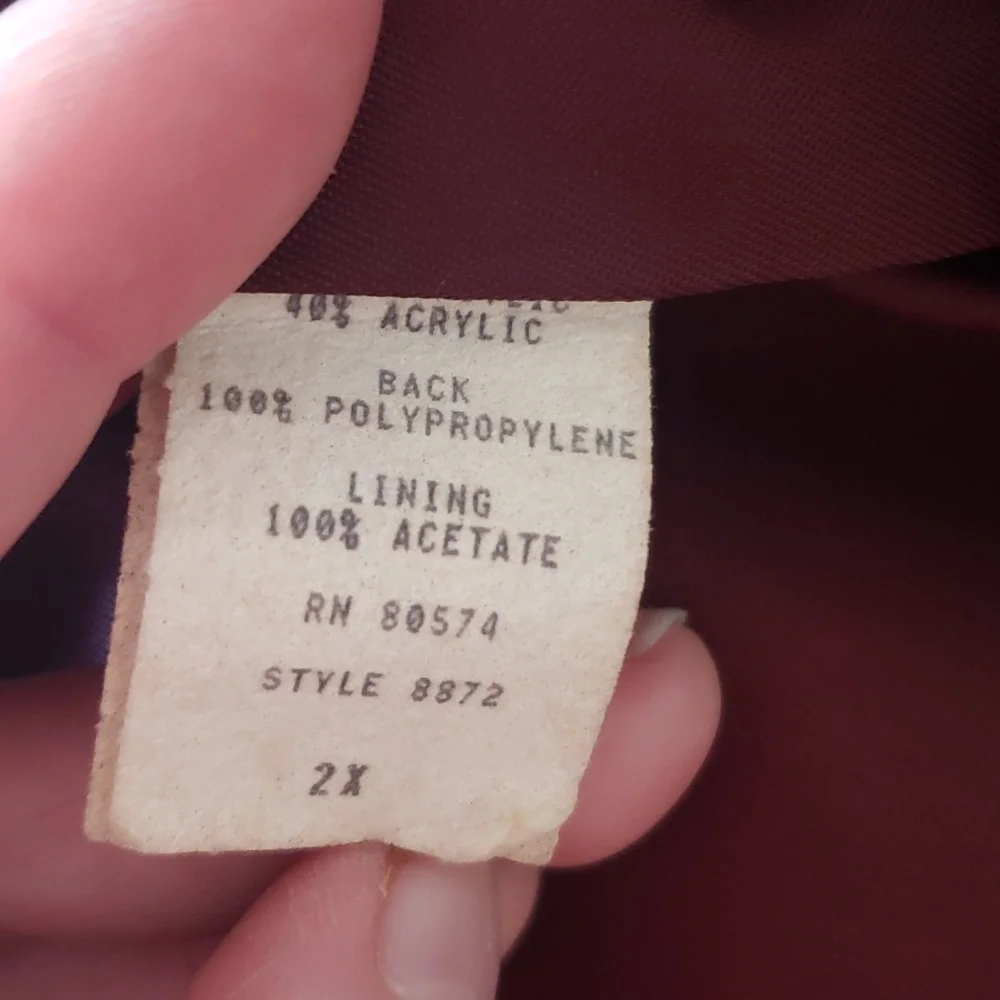 40% ACRYLIC
BACK
100% POLYPROPYLENE
LINING
100% ACETATE
RN 80574
STYLE 8872
2X